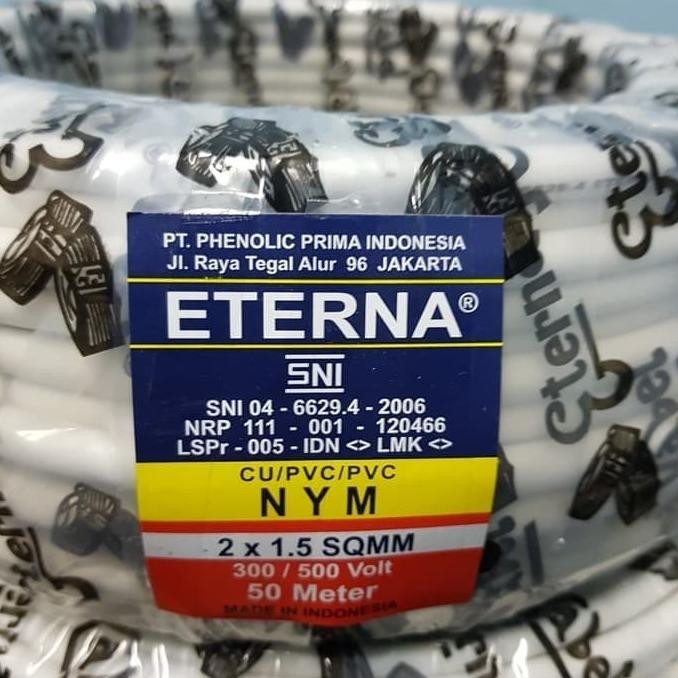 PT. PHENOLIC PRIMA INDONESIA
Jl. Raya Tegal Alur 96 JAKARTA
ETERNA®
SNI
SNI 04 - 6629.4 - 2006
NRP 111 - 001 - 120466
LSPr - 005 - IDN <> LMK <>
CU/PVC/PVC
NYM
2 x 1.5 SQMM
300 / 500 Volt
50 Meter
MADE IN INDONESIA
Eterna